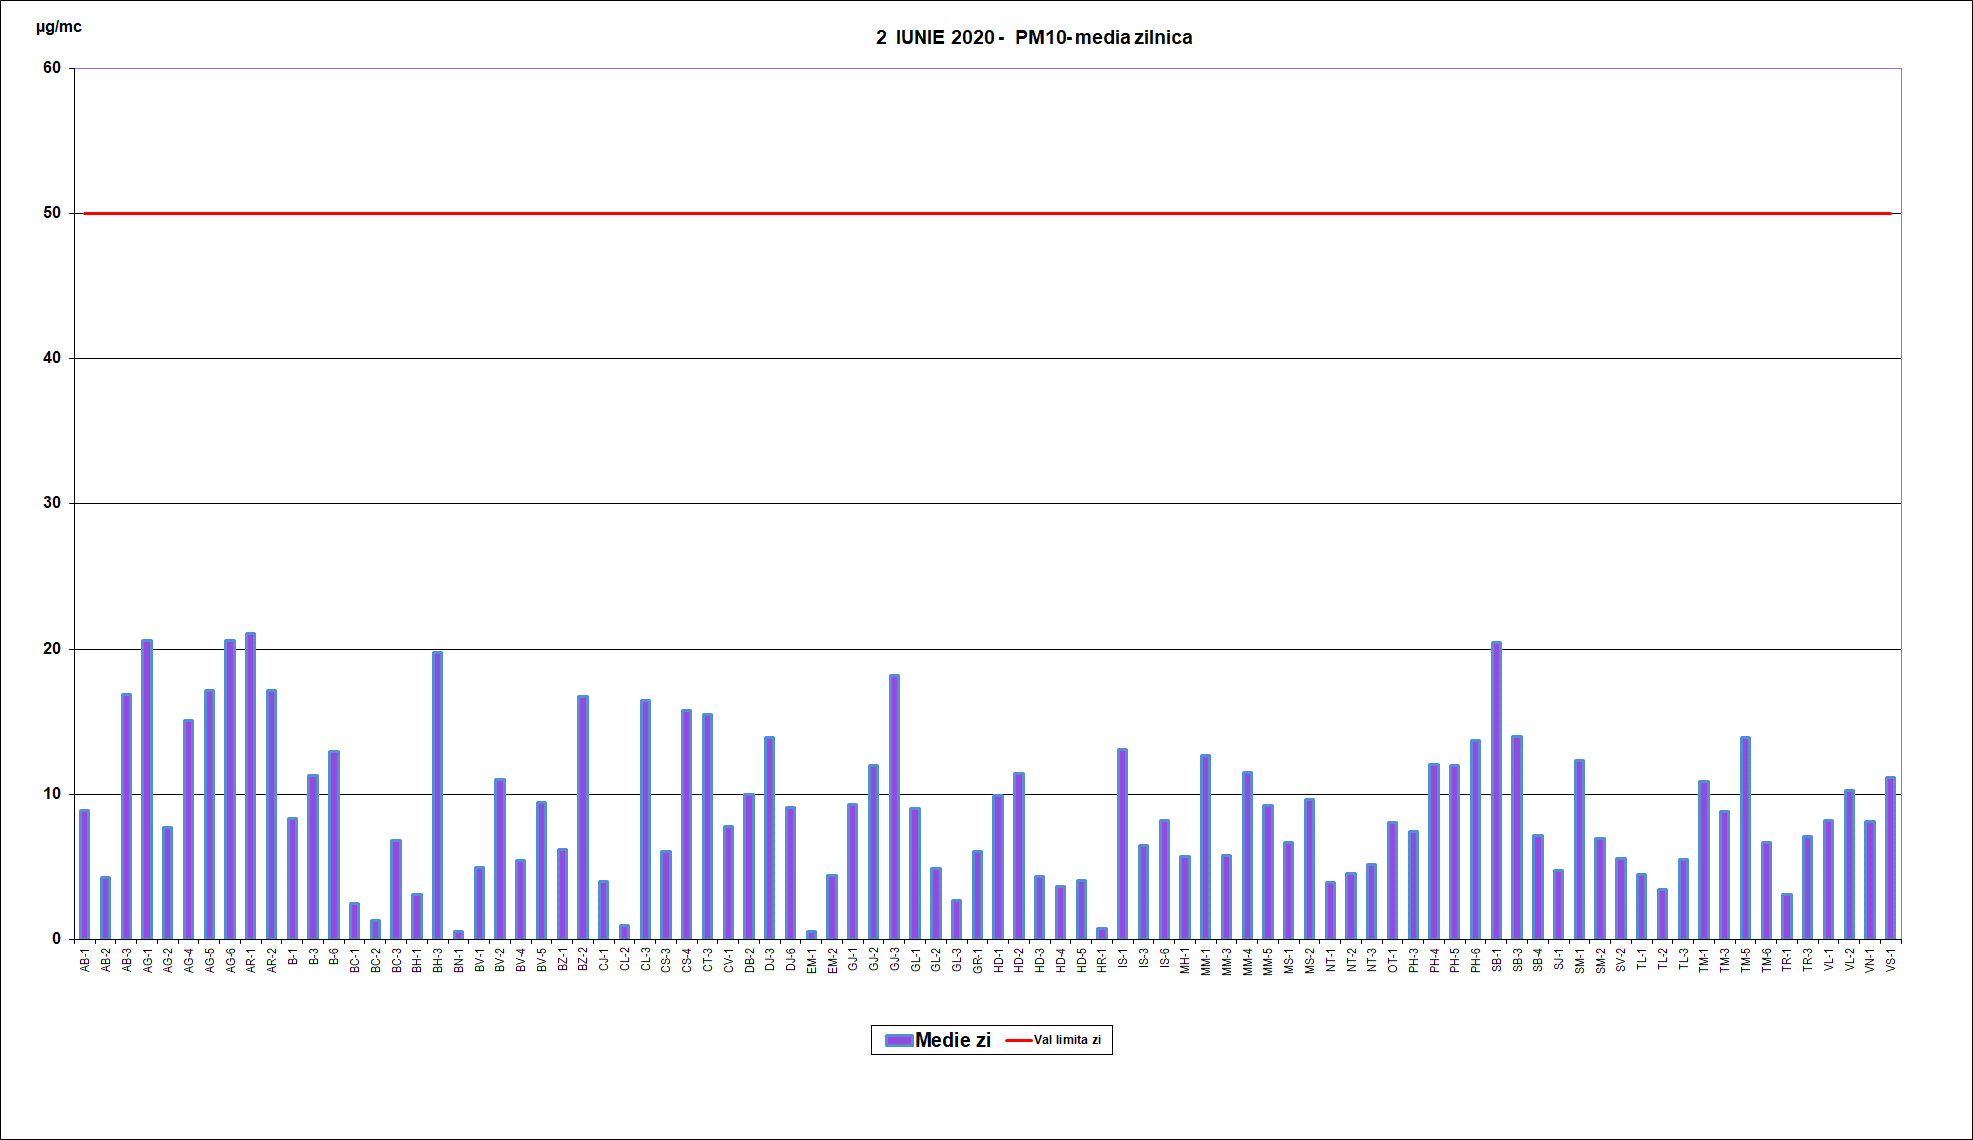 µg/mc
2 IUNIE 2020 - PM10- media zilnica
60
50
40
30
20
10
0
AB-1 AB-2 AB-3 AG-1 AG-2 AG-4 AG-5 AG-6 AR-1 AR-2 B-1 B-3 B-6 BC-1 BC-2 BC-3 BH-1 BH-3 BN-1 BV-1 BV-2 BV-4 BV-5 BZ-1 BZ-2 CJ-1 CL-2 CL-3 CS-3 CS-4 CT-3 CV-1 DB-2 DJ-3 DJ-6 EM-1 EM-2 GJ-1 GJ-2 GJ-3 GL-1 GL-2 GL-3 GR-1 HD-1 HD-2 HD-3 HD-4 HD-5 HR-1 IS-1 IS-3 IS-6 MH-1 MM-1 MM-3 MM-4 MM-5 MS-1 MS-2 NT-1 NT-2 NT-3 OT-1 PH-3 PH-4 PH-5 PH-6 SB-1 SB-3 SB-4 SJ-1 SM-1 SM-2 SV-2 TL-1 TL-2 TL-3 TM-1 TM-3 TM-5 TM-6 TR-1 TR-3 VL-1 VL-2 VN-1 VS-1
Medie zi Val limita zi